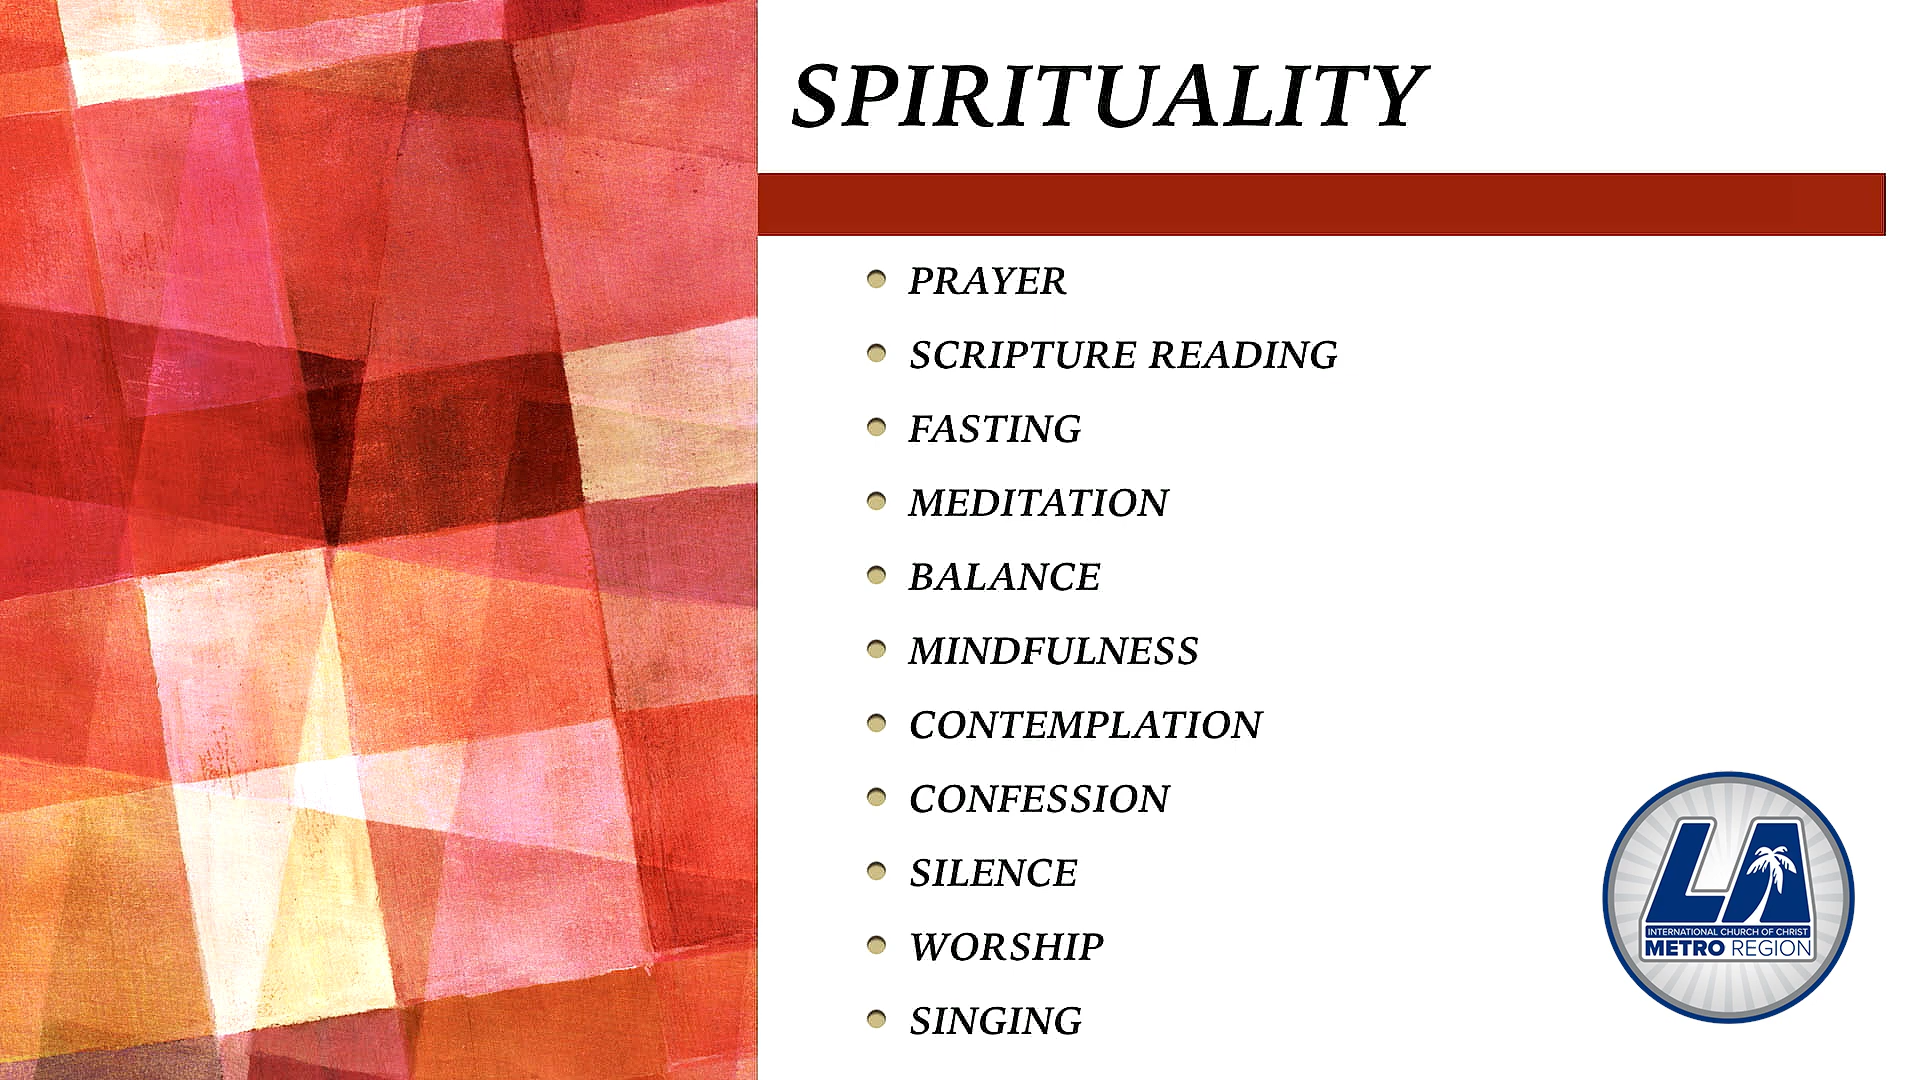 SPIRITUALITY
PRAYER
SCRIPTURE READING
FASTING
MEDITATION
BALANCE
MINDFULNESS
CONTEMPLATION
CONFESSION
SILENCE
WORSHIP
SINGING
LA
INTERNATIONAL CHURCH OF CHRIST
METRO REGION